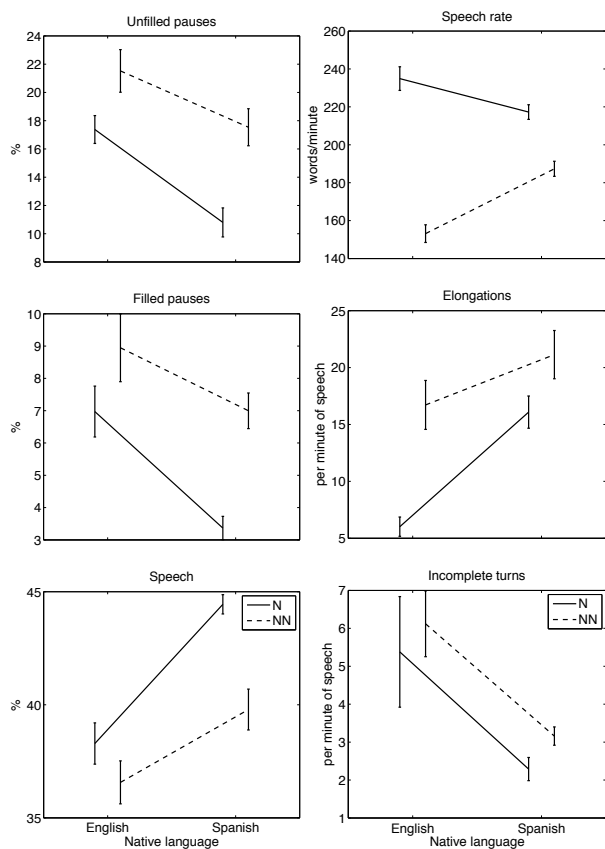 Unfilled pauses
24
22
20
18
16
14
12
10
8
%
Speech rate
260
240
220
200
180
160
140
words/minute
Filled pauses
10
9
8
7
6
5
4
3
%
Elongations
25
20
15
10
5
per minute of speech
Speech
45
40
35
%
N
NN
English
Spanish
Native language
Incomplete turns
7
6
5
4
3
2
1
per minute of speech
N
NN
English
Spanish
Native language